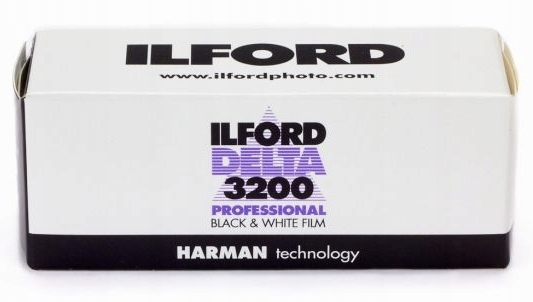 ILFORD
www.ilfordphoto.com
ILFORD
DELTA
3200
PROFESSIONAL
BLACK & WHITE FILM
HARMAN technology